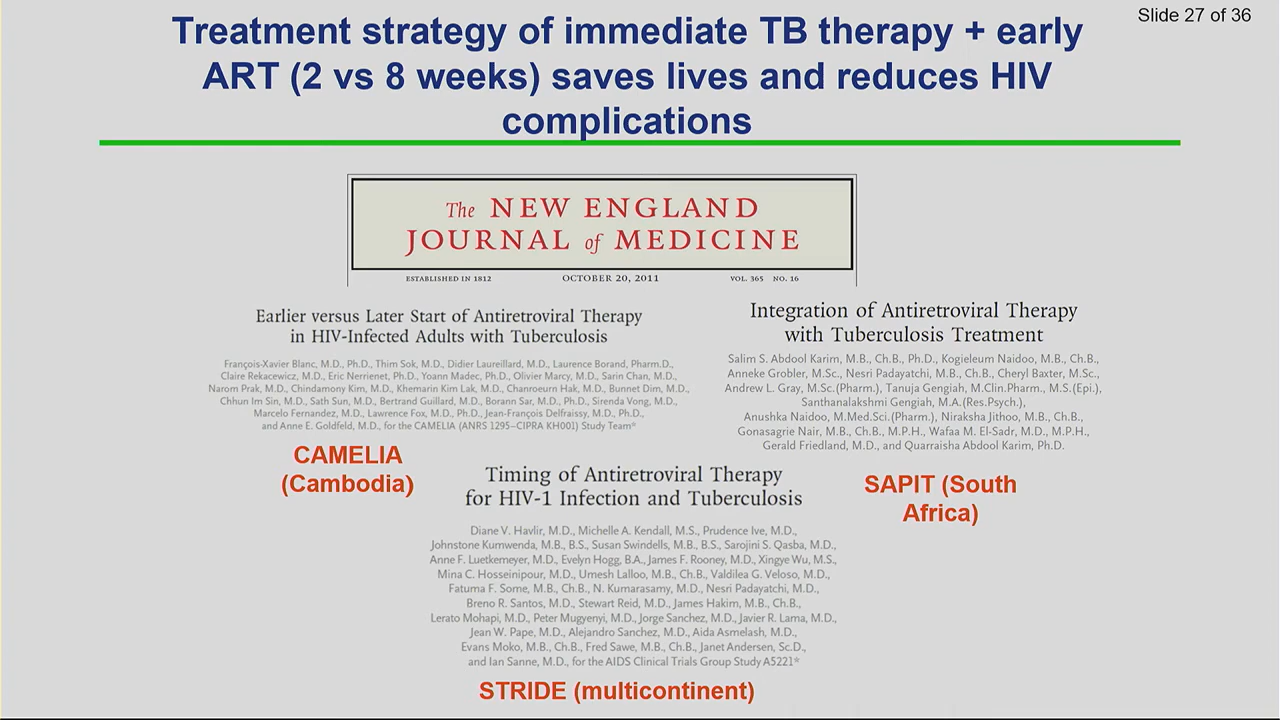 Slide 27 of 36
Treatment strategy of immediate TB therapy + early
ART (2 vs 8 weeks) saves lives and reduces HIV
complications
The NEW ENGLAND
JOURNAL of MEDICINE
ESTABLISHED IN 1812 OCTOBER 20, 2011 VOL. 365 NO. 16
Earlier versus Later Start of Antiretroviral Therapy
in HIV-Infected Adults with Tuberculosis
François-Xavier Blanc, M.D., Ph.D., Thim Sok, M.D., Didier Laureillard, M.D., Laurence Borand, Pharm.D.,
Claire Rekacewicz, M.D., Eric Nerrienet, Ph.D., Yoann Madec, Ph.D., Olivier Marcy, M.D., Sarin Chan, M.D.,
Narom Prak, M.D., Chindamony Kim, M.D., Khemarin Kim Lak, M.D., Chanroeurn Hak, M.D., Bunnet Dim, M.D.,
Chhun Im Sin, M.D., Sath Sun, M.D., Bertrand Guillard, M.D., Borann Sar, M.D., Ph.D., Sirenda Vong, M.D.,
Marcelo Fernandez, M.D., Lawrence Fox, M.D., Ph.D., Jean-François Delfraissy, M.D., Ph.D.,
and Anne E. Goldfeld, M.D., for the CAMELIA (ANRS 1295–CIPRA KH001) Study Team*
CAMELIA
(Cambodia)
Integration of Antiretroviral Therapy
with Tuberculosis Treatment
Salim S. Abdool Karim, M.B., Ch.B., Ph.D., Kogieleum Naidoo, M.B., Ch.B.,
Anneke Grobler, M.Sc., Nesri Padayatchi, M.B., Ch.B., Cheryl Baxter, M.Sc.,
Andrew L. Gray, M.Sc.(Pharm.), Tanuja Gengiah, M.Clin.Pharm., M.S.(Epi.),
Santhanalakshmi Gengiah, M.A.(Res.Psych.),
Anushka Naidoo, M.Med.Sci.(Pharm.), Niraksha Jithoo, M.B., Ch.B.,
Gonasagrie Nair, M.B., Ch.B., M.P.H., Wafaa M. El-Sadr, M.D., M.P.H.,
Gerald Friedland, M.D., and Quarraisha Abdool Karim, Ph.D.
SAPIT (South
Africa)
Timing of Antiretroviral Therapy
for HIV-1 Infection and Tuberculosis
Diane V. Havlir, M.D., Michelle A. Kendall, M.S., Prudence Ive, M.D.,
Johnstone Kumwenda, M.B., B.S., Susan Swindells, M.B., B.S., Sarojini S. Qasba, M.D.,
Anne F. Luetkemeyer, M.D., Evelyn Hogg, B.A., James F. Rooney, M.D., Xingye Wu, M.S.,
Mina C. Hosseinipour, M.D., Umesh Lalloo, M.B., Ch.B., Valdilea G. Veloso, M.D.,
Fatuma F. Some, M.B., Ch.B., N. Kumarasamy, M.D., Nesri Padayatchi, M.D.,
Breno R. Santos, M.D., Stewart Reid, M.D., James Hakim, M.B., Ch.B.,
Lerato Mohapi, M.D., Peter Mugyenyi, M.D., Jorge Sanchez, M.D., Javier R. Lama, M.D.,
Jean W. Pape, M.D., Alejandro Sanchez, M.D., Aida Asmelash, M.D.,
Evans Moko, M.B., Ch.B., Fred Sawe, M.B., Ch.B., Janet Andersen, Sc.D.,
and Ian Sanne, M.D., for the AIDS Clinical Trials Group Study A5221*
STRIDE (multicontinent)